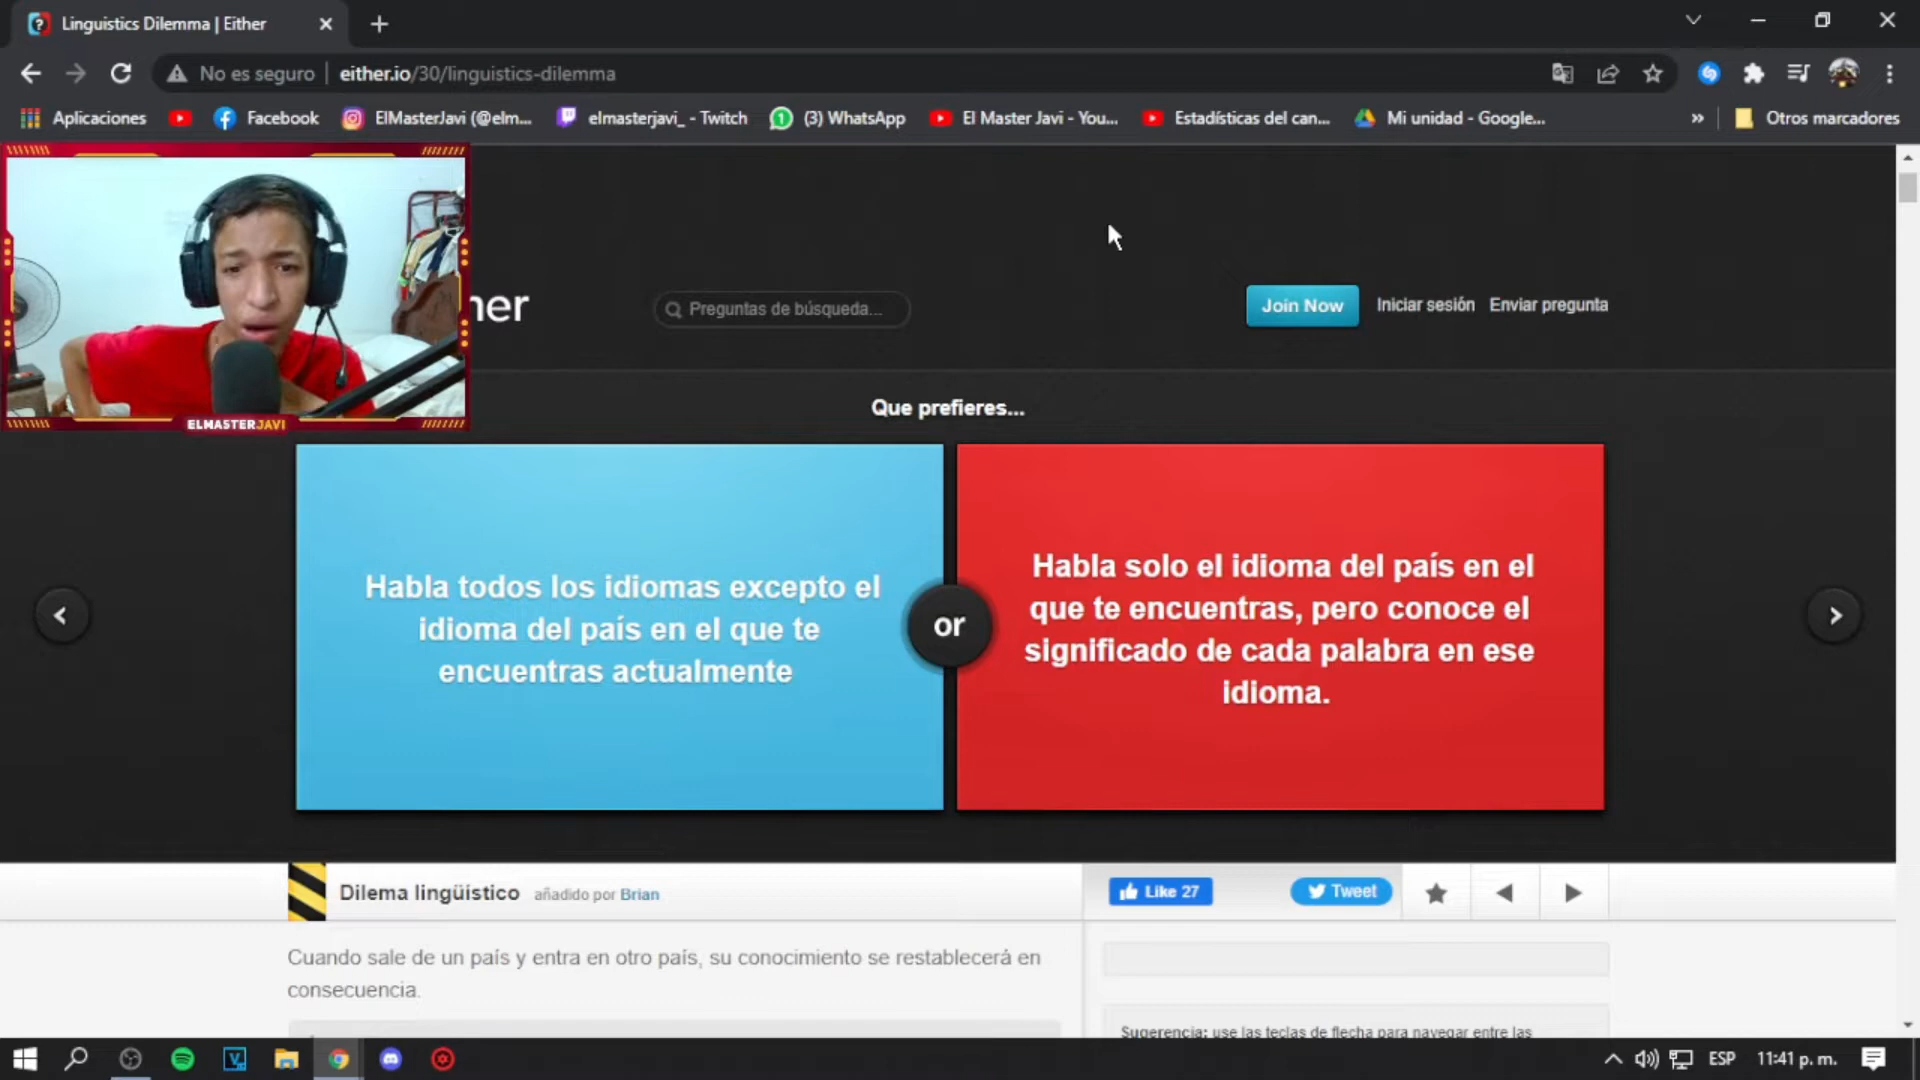 Linguistics Dilemma | Either
No es seguro
either.io/30/linguistics-dilemma
Aplicaciones
Facebook
ElMasterJavi (@elm...
elmasterjavi_ - Twitch
(3) WhatsApp
El Master Javi - You...
Estadísticas del can...
Mi unidad - Google...
»
Otros marcadores
ELMASTERJAVI
her
Preguntas de búsqueda...
Join Now
Iniciar sesión
Enviar pregunta
Que prefieres...
Habla todos los idiomas excepto el
idioma del país en el que te
encuentras actualmente
or
Habla solo el idioma del país en el
que te encuentras, pero conoce el
significado de cada palabra en ese
idioma.
Dilema lingüístico añadido por Brian
Like 27
Tweet
Cuando sale de un país y entra en otro país, su conocimiento se restablecerá en
consecuencia.
Sugerencia: use las teclas de flecha para navegar entre las
ESP
11:41 p. m.